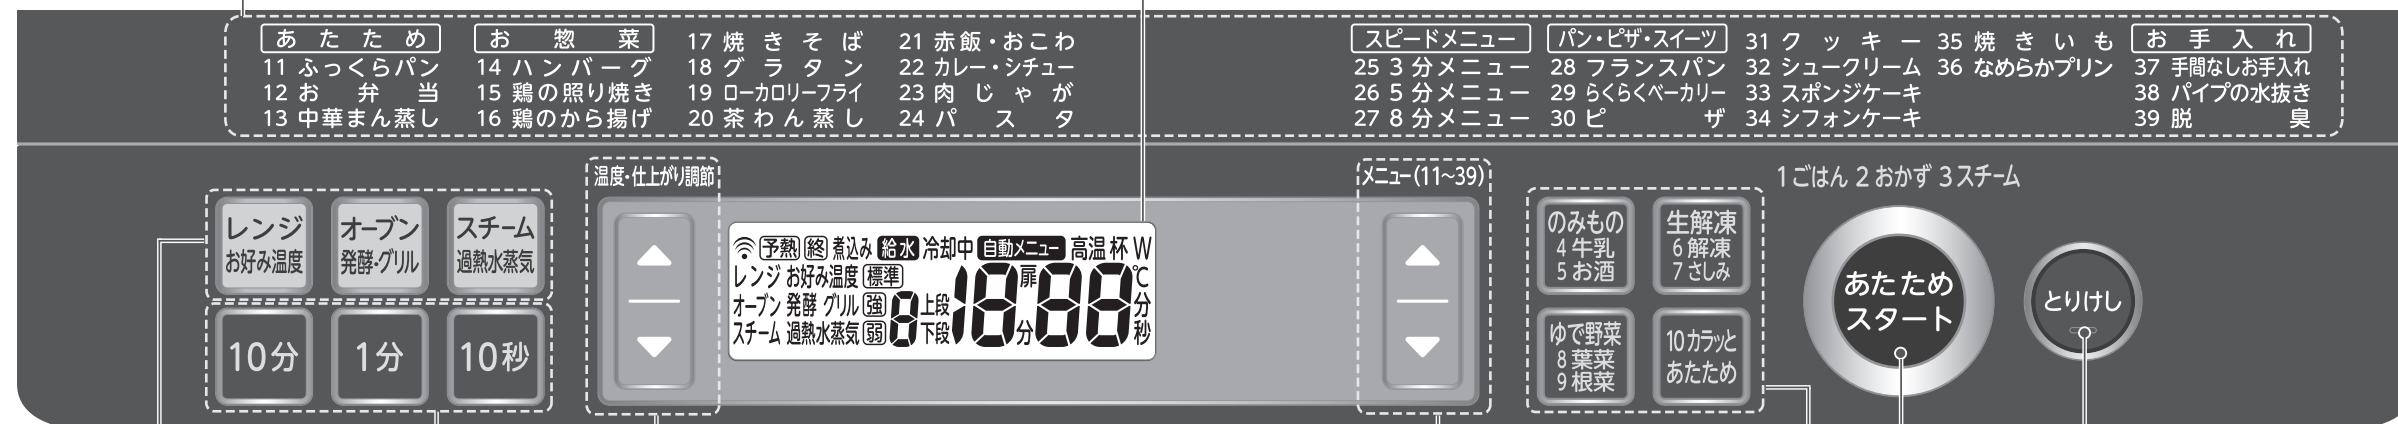 あたため
11 ふっくらパン
12 お弁当
13 中華まん蒸し
お惣菜
14 ハンバーグ
15 鶏の照り焼き
16 鶏のから揚げ
17 焼きそば
18 グラタン
19 ローカロリーフライ
20 茶わん蒸し
21 赤飯・おこわ
22 カレー・シチュー
23 肉じゃが
24 パスタ
スピードメニュー
25 3分メニュー
26 5分メニュー
27 8分メニュー
パン・ピザ・スイーツ
28 フランスパン
29 らくらくベーカリー
30 ピザ
31 クッキー
32 シュークリーム
33 スポンジケーキ
34 シフォンケーキ
35 焼きいも
36 なめらかプリン
お手入れ
37 手間なしお手入れ
38 パイプの水抜き
39 脱臭
レンジ
お好み温度
オーブン
発酵・グリル
スチーム
過熱水蒸気
10分
1分
10秒
温度・仕上がり調節
予熱 終 煮込み 給水 冷却中 自動メニュー 高温 杯 W
レンジ お好み温度 標準 扉 ℃
オーブン 発酵 グリル 強 8 上段 18 88 分
スチーム 過熱水蒸気 弱 下段 分 秒
メニュー(11~39)
のみもの
4 牛乳
5 お酒
生解凍
6 解凍
7 さしみ
ゆで野菜
8 葉菜
9 根菜
10 カラッと
あたため
1 ごはん 2 おかず 3 スチーム
あたため
スタート
とりけし